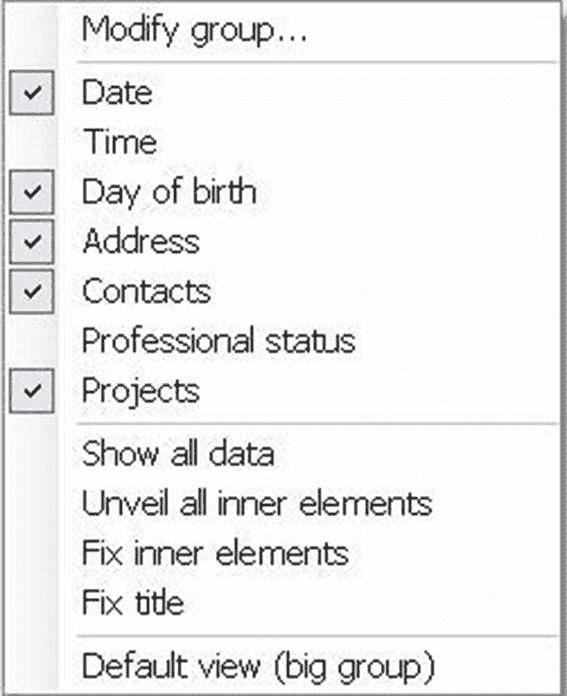 Modify group...
Date
Time
Day of birth
Address
Contacts
Professional status
Projects
Show all data
Unveil all inner elements
Fix inner elements
Fix title
Default view (big group)